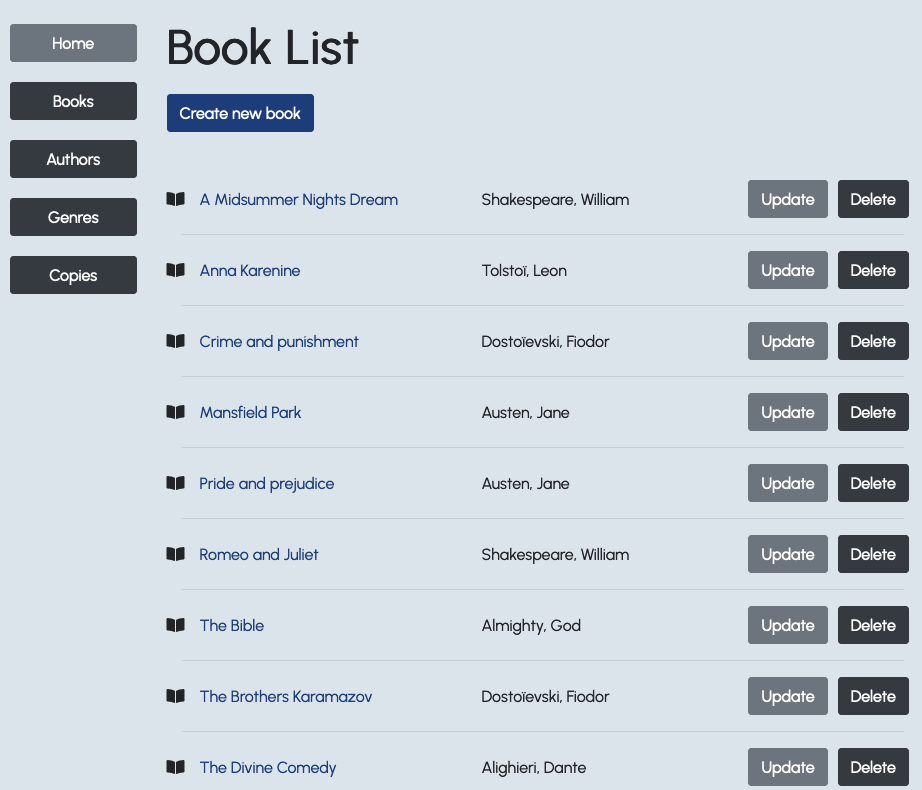 Home
Books
Authors
Genres
Copies
Book List
Create new book
A Midsummer Nights Dream Shakespeare, William Update Delete
Anna Karenine Tolstoï, Leon Update Delete
Crime and punishment Dostoïevski, Fiodor Update Delete
Mansfield Park Austen, Jane Update Delete
Pride and prejudice Austen, Jane Update Delete
Romeo and Juliet Shakespeare, William Update Delete
The Bible Almighty, God Update Delete
The Brothers Karamazov Dostoïevski, Fiodor Update Delete
The Divine Comedy Alighieri, Dante Update Delete